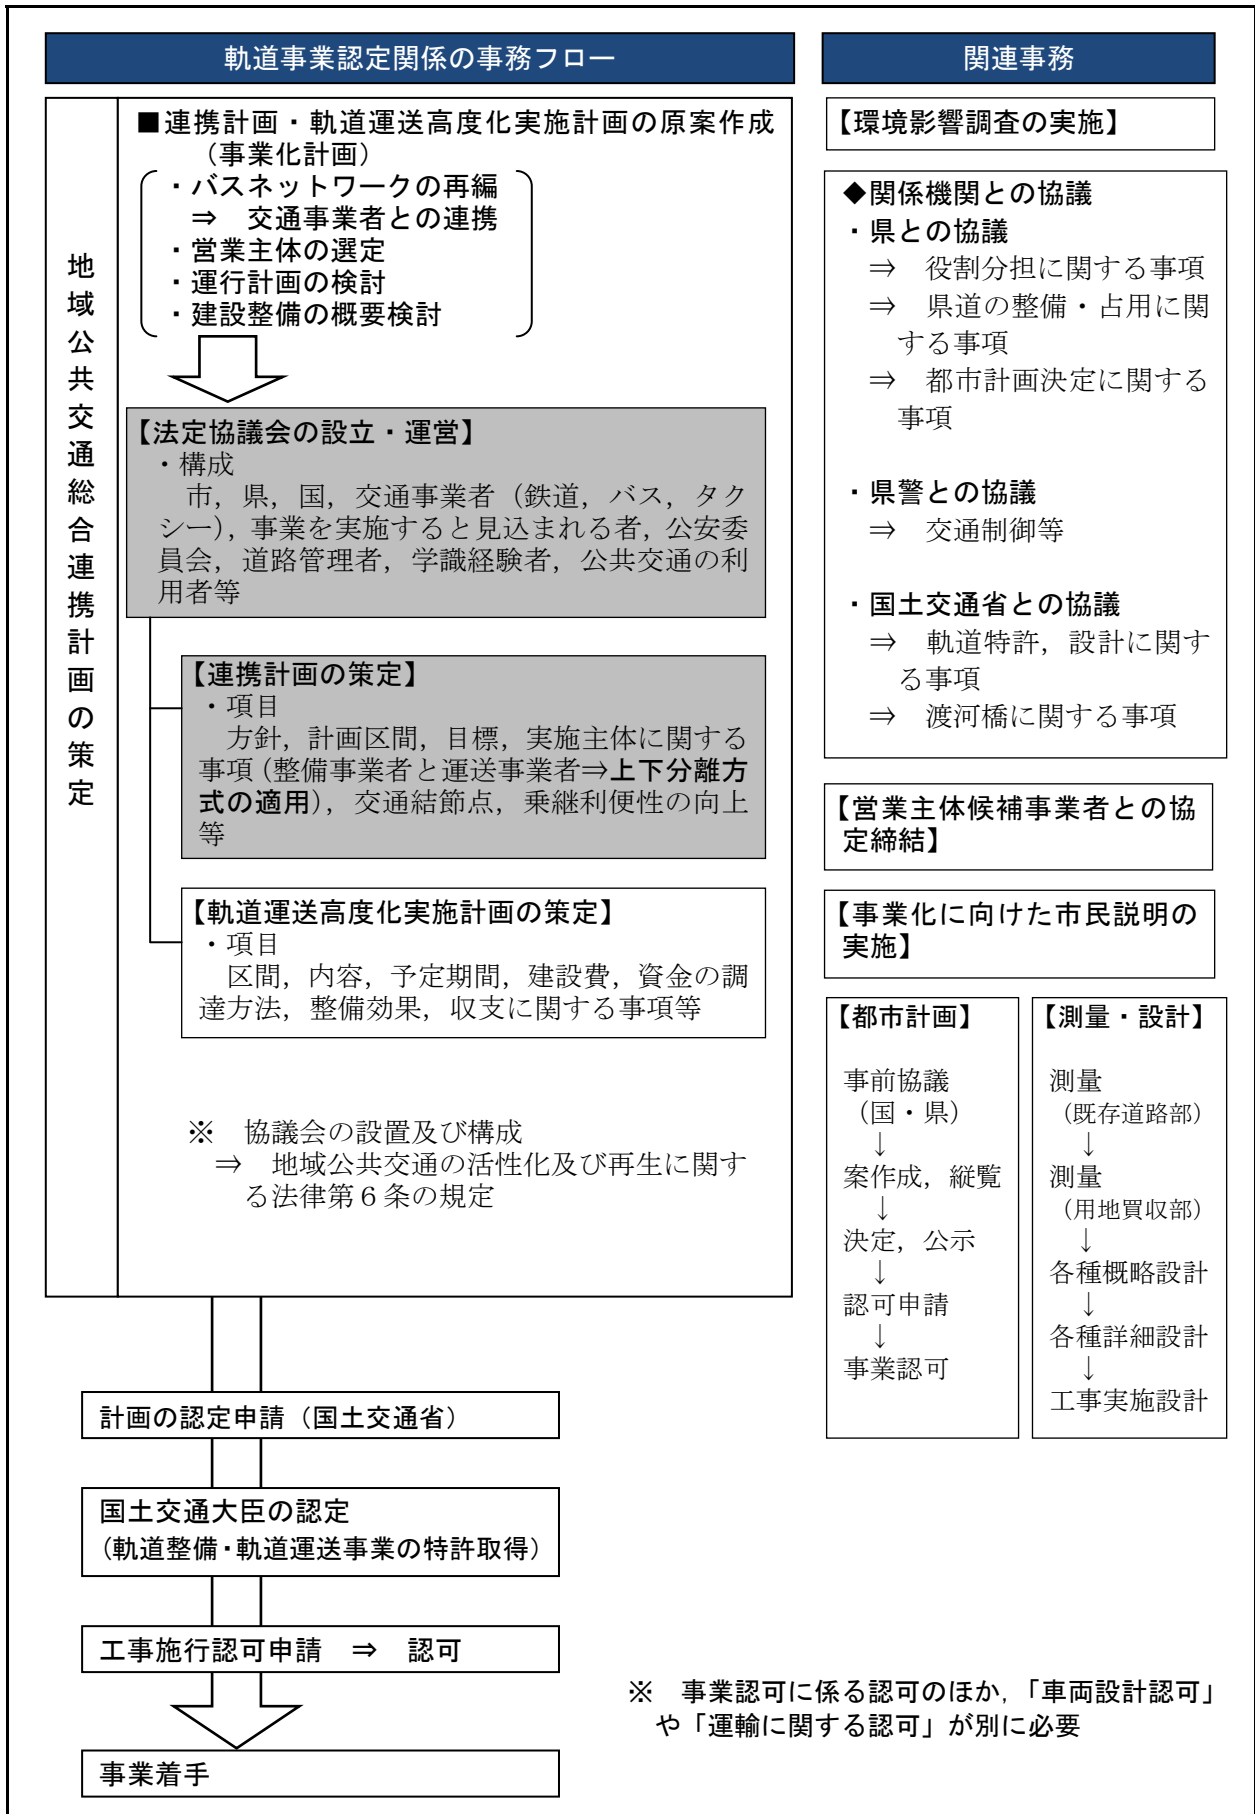 軌道事業認定関係の事務フロー
地域公共交通総合連携計画の策定
■連携計画・軌道運送高度化実施計画の原案作成
（事業化計画）
・バスネットワークの再編
⇒　交通事業者との連携
・営業主体の選定
・運行計画の検討
・建設整備の概要検討
【法定協議会の設立・運営】
・構成
市，県，国，交通事業者（鉄道，バス，タク
シー），事業を実施すると見込まれる者，公安委
員会，道路管理者，学識経験者，公共交通の利
用者等
【連携計画の策定】
・項目
方針，計画区間，目標，実施主体に関する
事項（整備事業者と運送事業者⇒上下分離方
式の適用），交通結節点，乗継利便性の向上
等
【軌道運送高度化実施計画の策定】
・項目
区間，内容，予定期間，建設費，資金の調
達方法，整備効果，収支に関する事項等
※　協議会の設置及び構成
⇒　地域公共交通の活性化及び再生に関す
る法律第６条の規定
計画の認定申請（国土交通省）
国土交通大臣の認定
（軌道整備・軌道運送事業の特許取得）
工事施行認可申請　⇒　認可
事業着手
関連事務
【環境影響調査の実施】
◆関係機関との協議
・県との協議
⇒　役割分担に関する事項
⇒　県道の整備・占用に関
する事項
⇒　都市計画決定に関する
事項
・県警との協議
⇒　交通制御等
・国土交通省との協議
⇒　軌道特許，設計に関す
る事項
⇒　渡河橋に関する事項
【営業主体候補事業者との協
定締結】
【事業化に向けた市民説明の
実施】
【都市計画】
事前協議
（国・県）
↓
案作成，縦覧
↓
決定，公示
↓
認可申請
↓
事業認可
【測量・設計】
測量
（既存道路部）
↓
測量
（用地買収部）
↓
各種概略設計
↓
各種詳細設計
↓
工事実施設計
※　事業認可に係る認可のほか，「車両設計認可」
や「運輸に関する認可」が別に必要